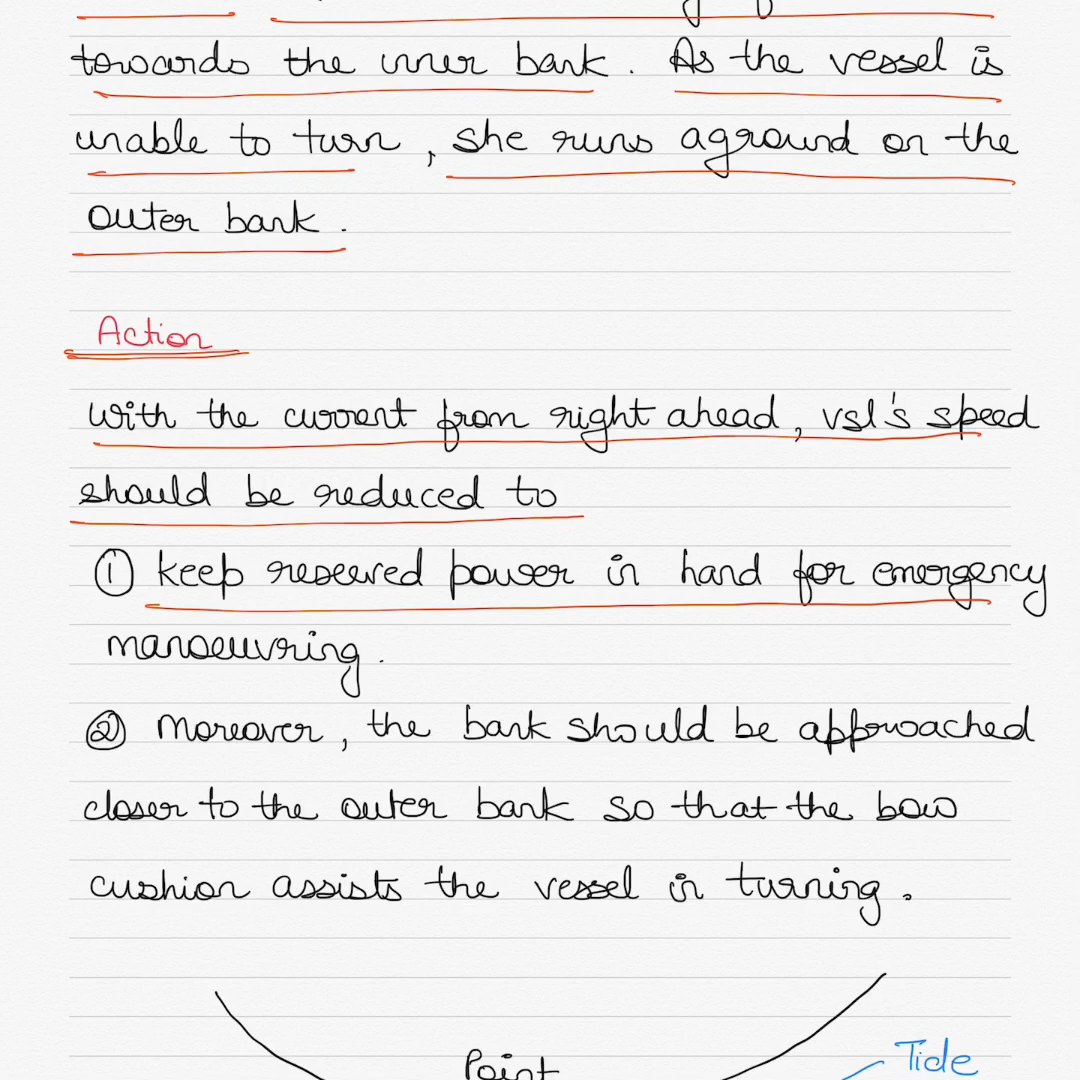 towards the inner bank. As the vessel is
unable to turn, she runs aground on the
outer bank.
Action
with the current from right ahead, vsl's speed
should be reduced to
① keep reserved power in hand for emergency
manoeuvring.
② Moreover, the bank should be approached
closer to the outer bank so that the bow
cushion assists the vessel in turning.
Point
Tide